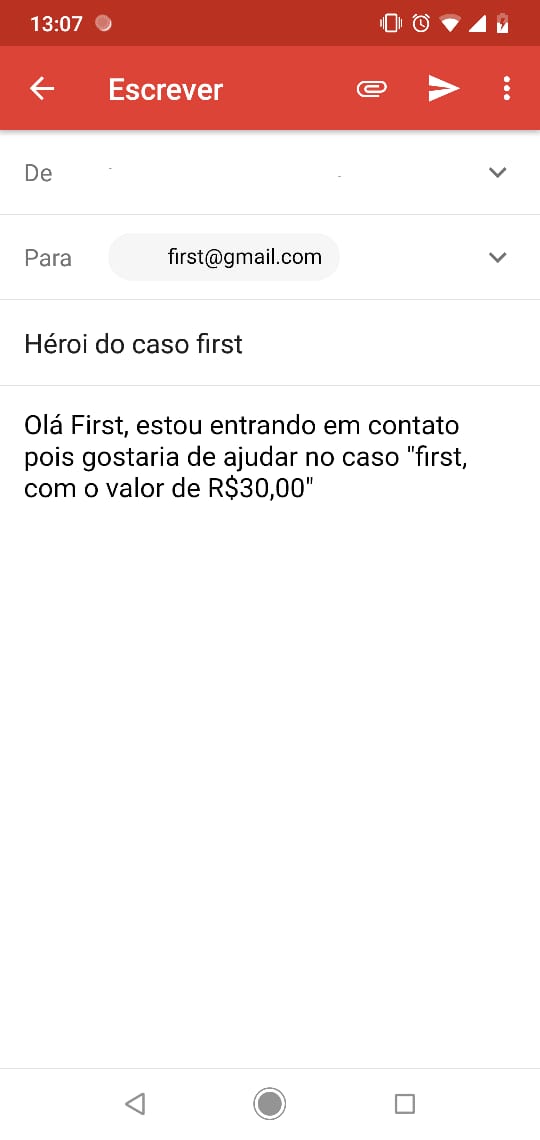 13:07
Escrever
De
Para
first@gmail.com
Héroi do caso first
Olá First, estou entrando em contato
pois gostaria de ajudar no caso "first,
com o valor de R$30,00"